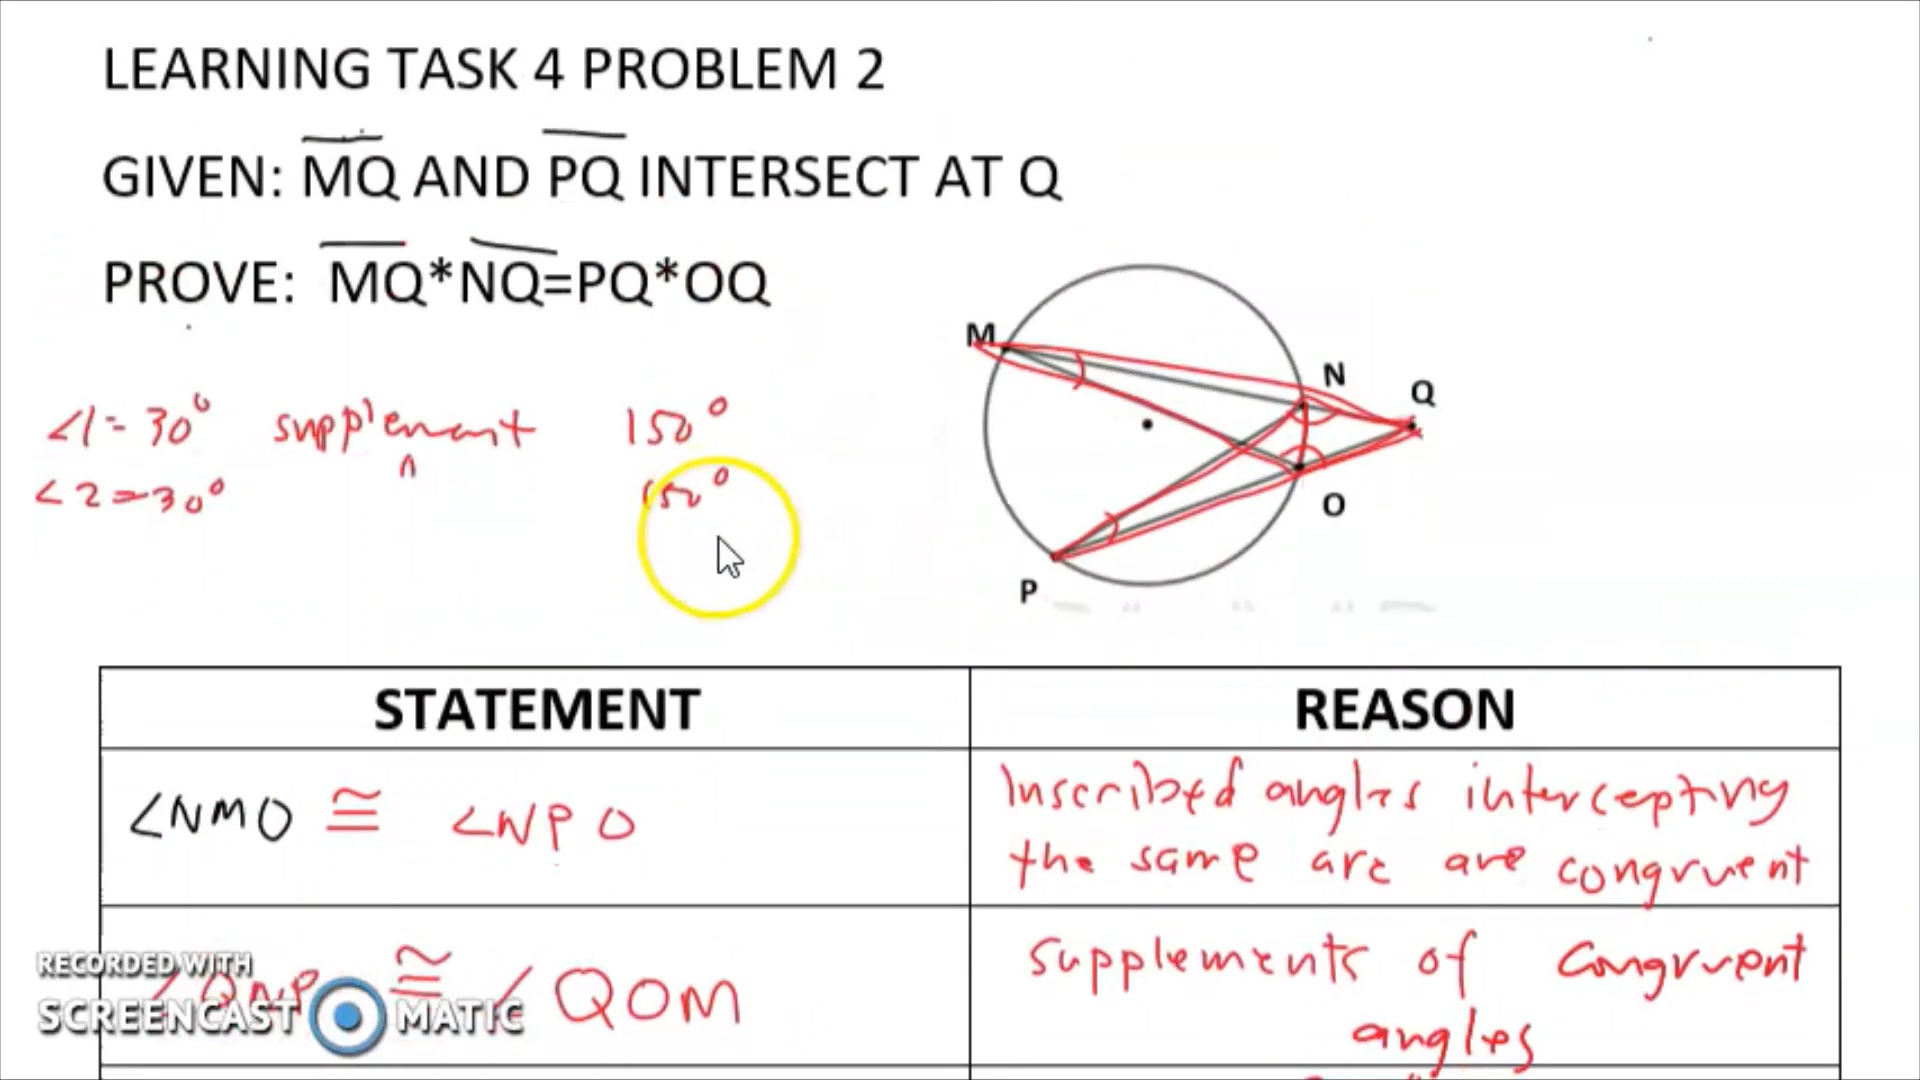 LEARNING TASK 4 PROBLEM 2
GIVEN: MQ AND PQ INTERSECT AT Q
PROVE: MQ*NQ=PQ*OQ
M
N
Q
O
P
<1=30° supplement 150°
<2=30° 150°
STATEMENT REASON
∠NMO ≅ ∠NPO
Inscribed angles intercepting
the same arc are congruent
∠QNP ≅ ∠QOM
supplements of congruent
angles
RECORDED WITH
SCREENCAST MATIC